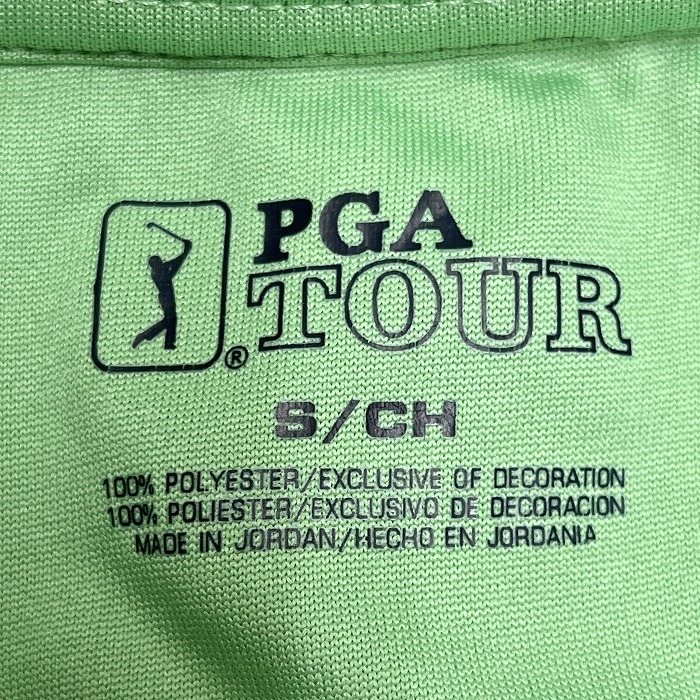 PGA
TOUR
®
S/CH
100% POLYESTER/EXCLUSIVE OF DECORATION
100% POLIESTER/EXCLUSIVO DE DECORACION
MADE IN JORDAN/HECHO EN JORDANIA